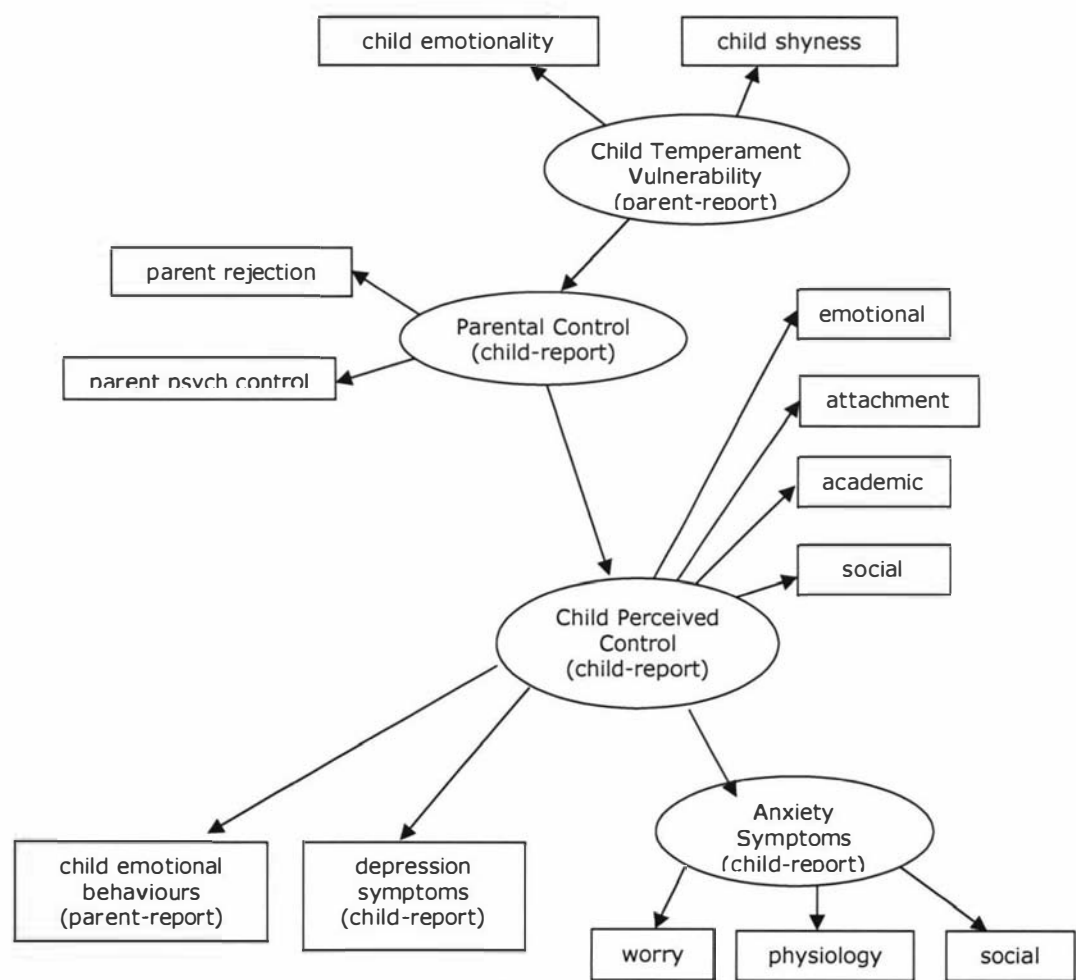 child emotionality
child shyness
Child Temperament
Vulnerability
(parent-report)
parent rejection
emotional
Parental Control
(child-report)
parent psych control
attachment
academic
social
Child Perceived
Control
(child-report)
Anxiety
Symptoms
(child-report)
child emotional
behaviours
(parent-report)
depression
symptoms
(child-report)
worry
physiology
social